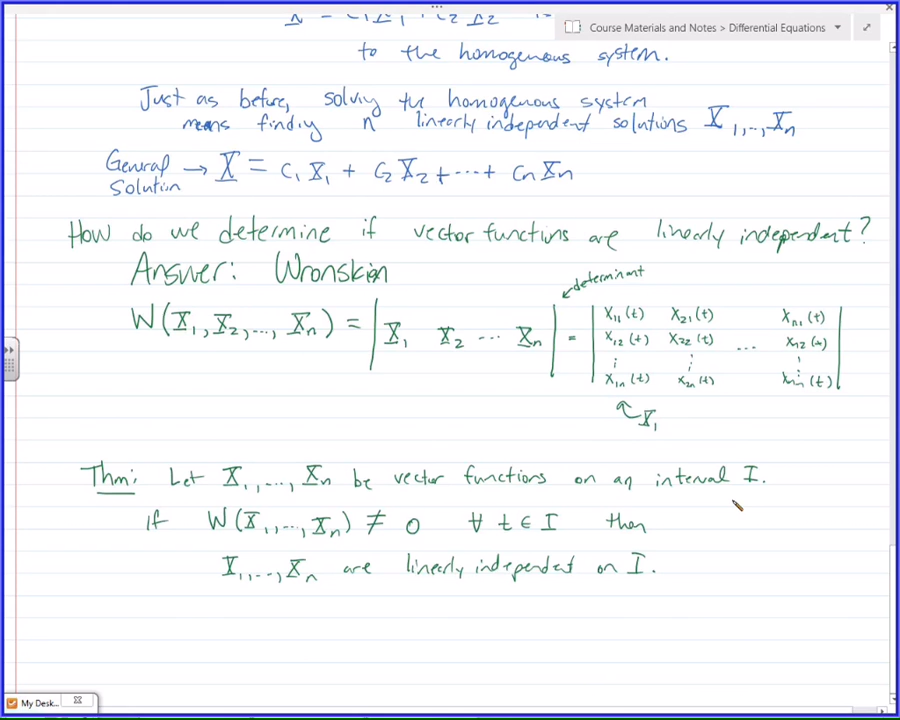 Course Materials and Notes > Differential Equations
to the homogenous system.
Just as before, solving the homogenous system
means finding n linearly independent solutions X₁,...,Xₙ
General Solution → X = C₁X₁ + C₂X₂ + ··· + CₙXₙ
How do we determine if vector functions are linearly independent?
Answer: Wronskian
determinant
W(X₁, X₂, ..., Xₙ) = | X₁ X₂ ··· Xₙ | = | x₁₁(t) x₂₁(t) ··· xₙ₁(t) |
x₁₂(t) x₂₂(t) ··· xₙ₂(t)
⋮ ⋮ ⋮
x₁ₙ(t) x₂ₙ(t) xₙₙ(t)
X₁
Thm: Let X₁,...,Xₙ be vector functions on an interval I.
If W(X₁,...,Xₙ) ≠ 0 ∀ t ∈ I then
X₁,...,Xₙ are linearly independent on I.
My Desk...